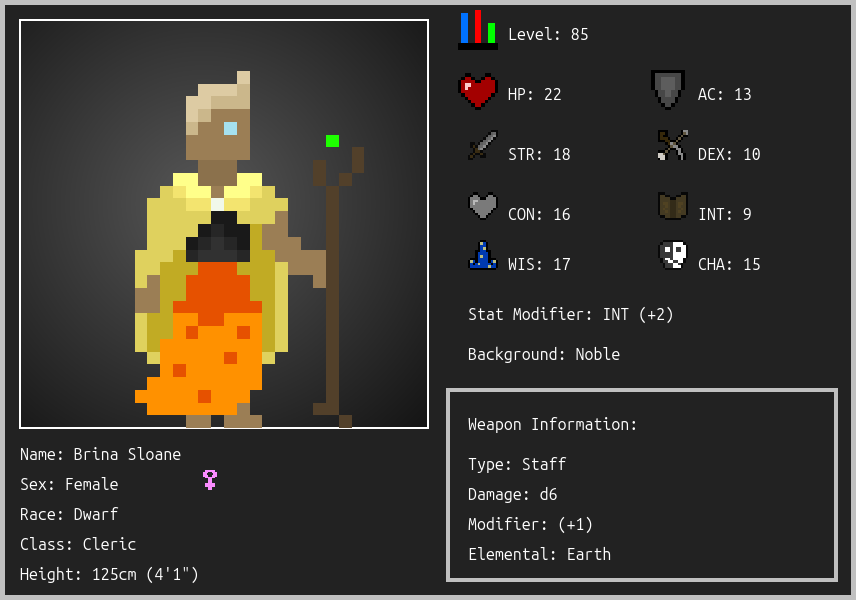 Level: 85
HP: 22
AC: 13
STR: 18
DEX: 10
CON: 16
INT: 9
WIS: 17
CHA: 15
Stat Modifier: INT (+2)
Background: Noble
Weapon Information:
Type: Staff
Damage: d6
Modifier: (+1)
Elemental: Earth
Name: Brina Sloane
Sex: Female
Race: Dwarf
Class: Cleric
Height: 125cm (4'1")